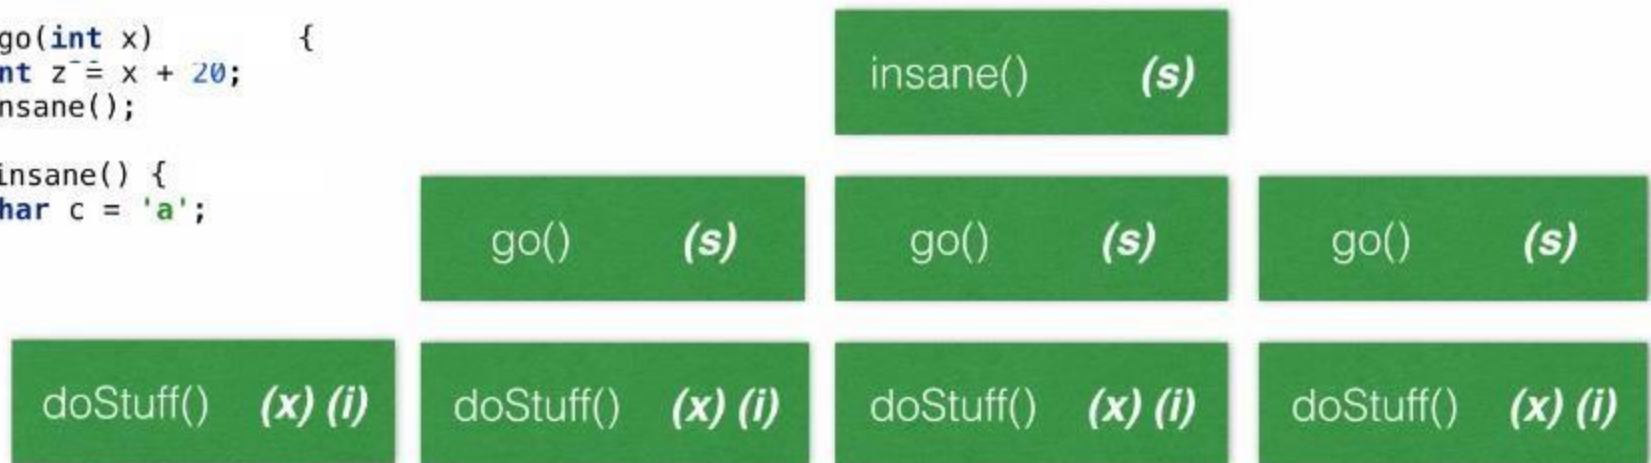 go(int x) {
nt z = x + 20;
nsane();
insane() {
har c = 'a';
insane() (s)
go() (s)
go() (s)
go() (s)
doStuff() (x) (i)
doStuff() (x) (i)
doStuff() (x) (i)
doStuff() (x) (i)